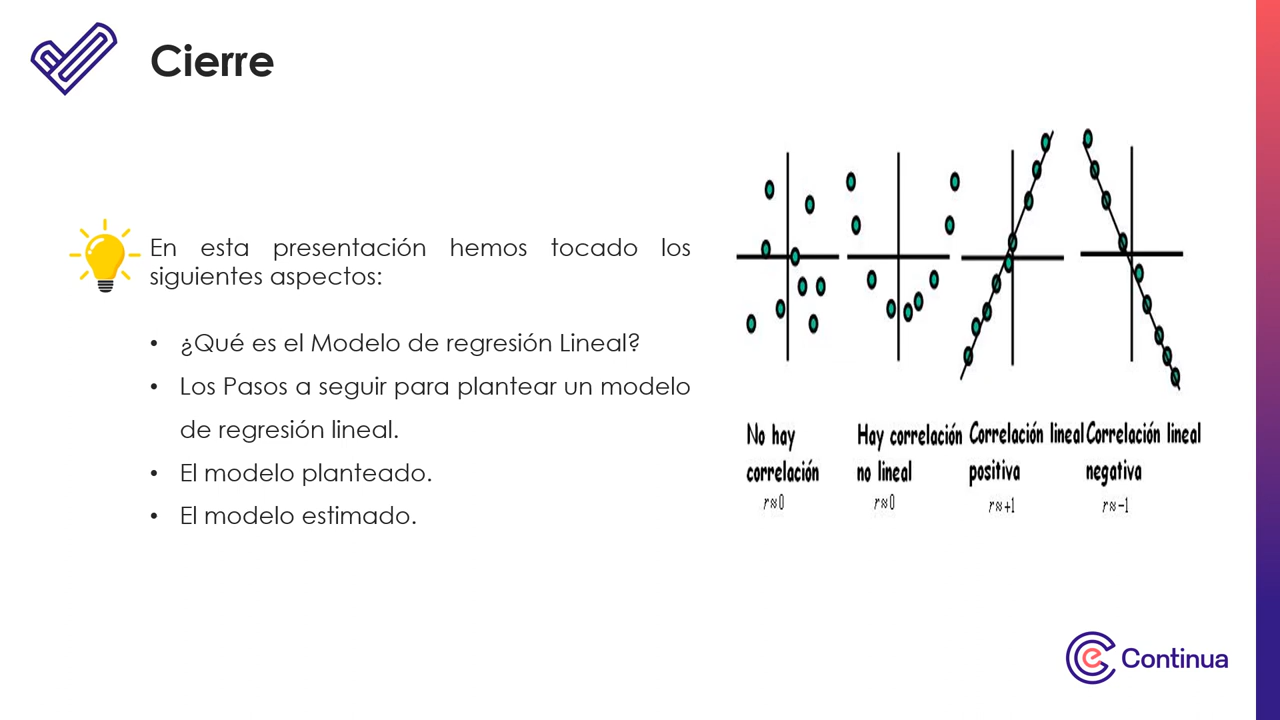 Cierre
En esta presentación hemos tocado los
siguientes aspectos:
• ¿Qué es el Modelo de regresión Lineal?
• Los Pasos a seguir para plantear un modelo
de regresión lineal.
• El modelo planteado.
• El modelo estimado.
No hay
correlación
r≈0
Hay correlación
no lineal
r≈0
Correlación lineal
positiva
r≈+1
Correlación lineal
negativa
r≈-1
Continua